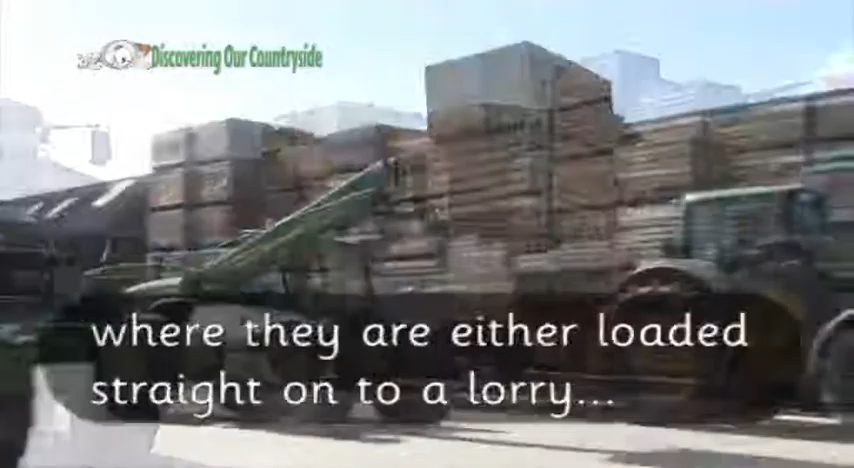 Discovering Our Countryside
where they are either loaded
straight on to a lorry...